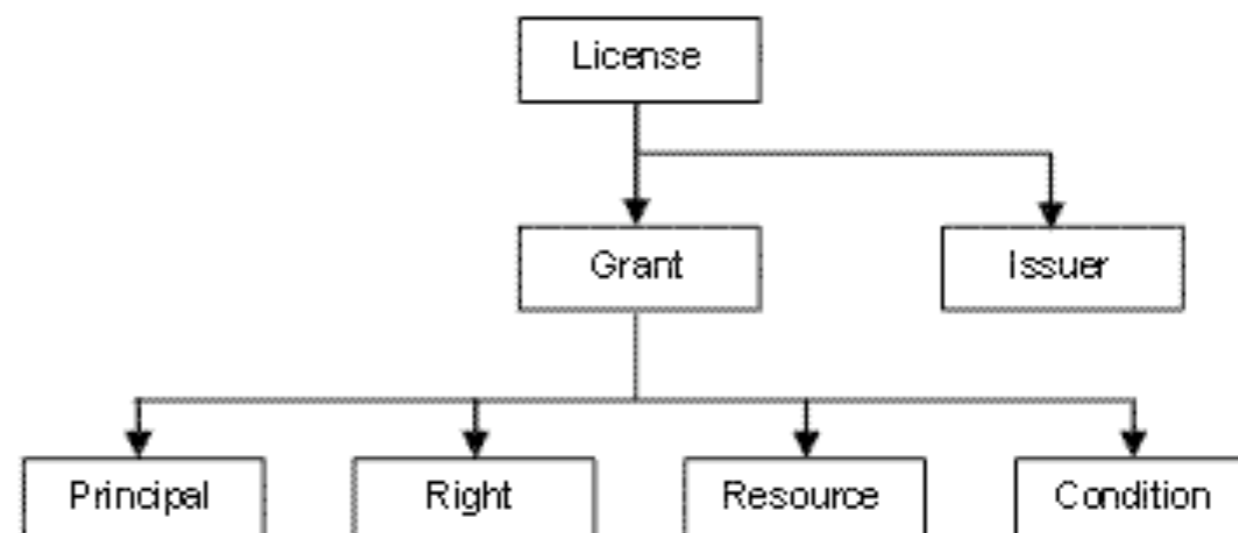 License
Grant
Issuer
Principal
Right
Resource
Condition